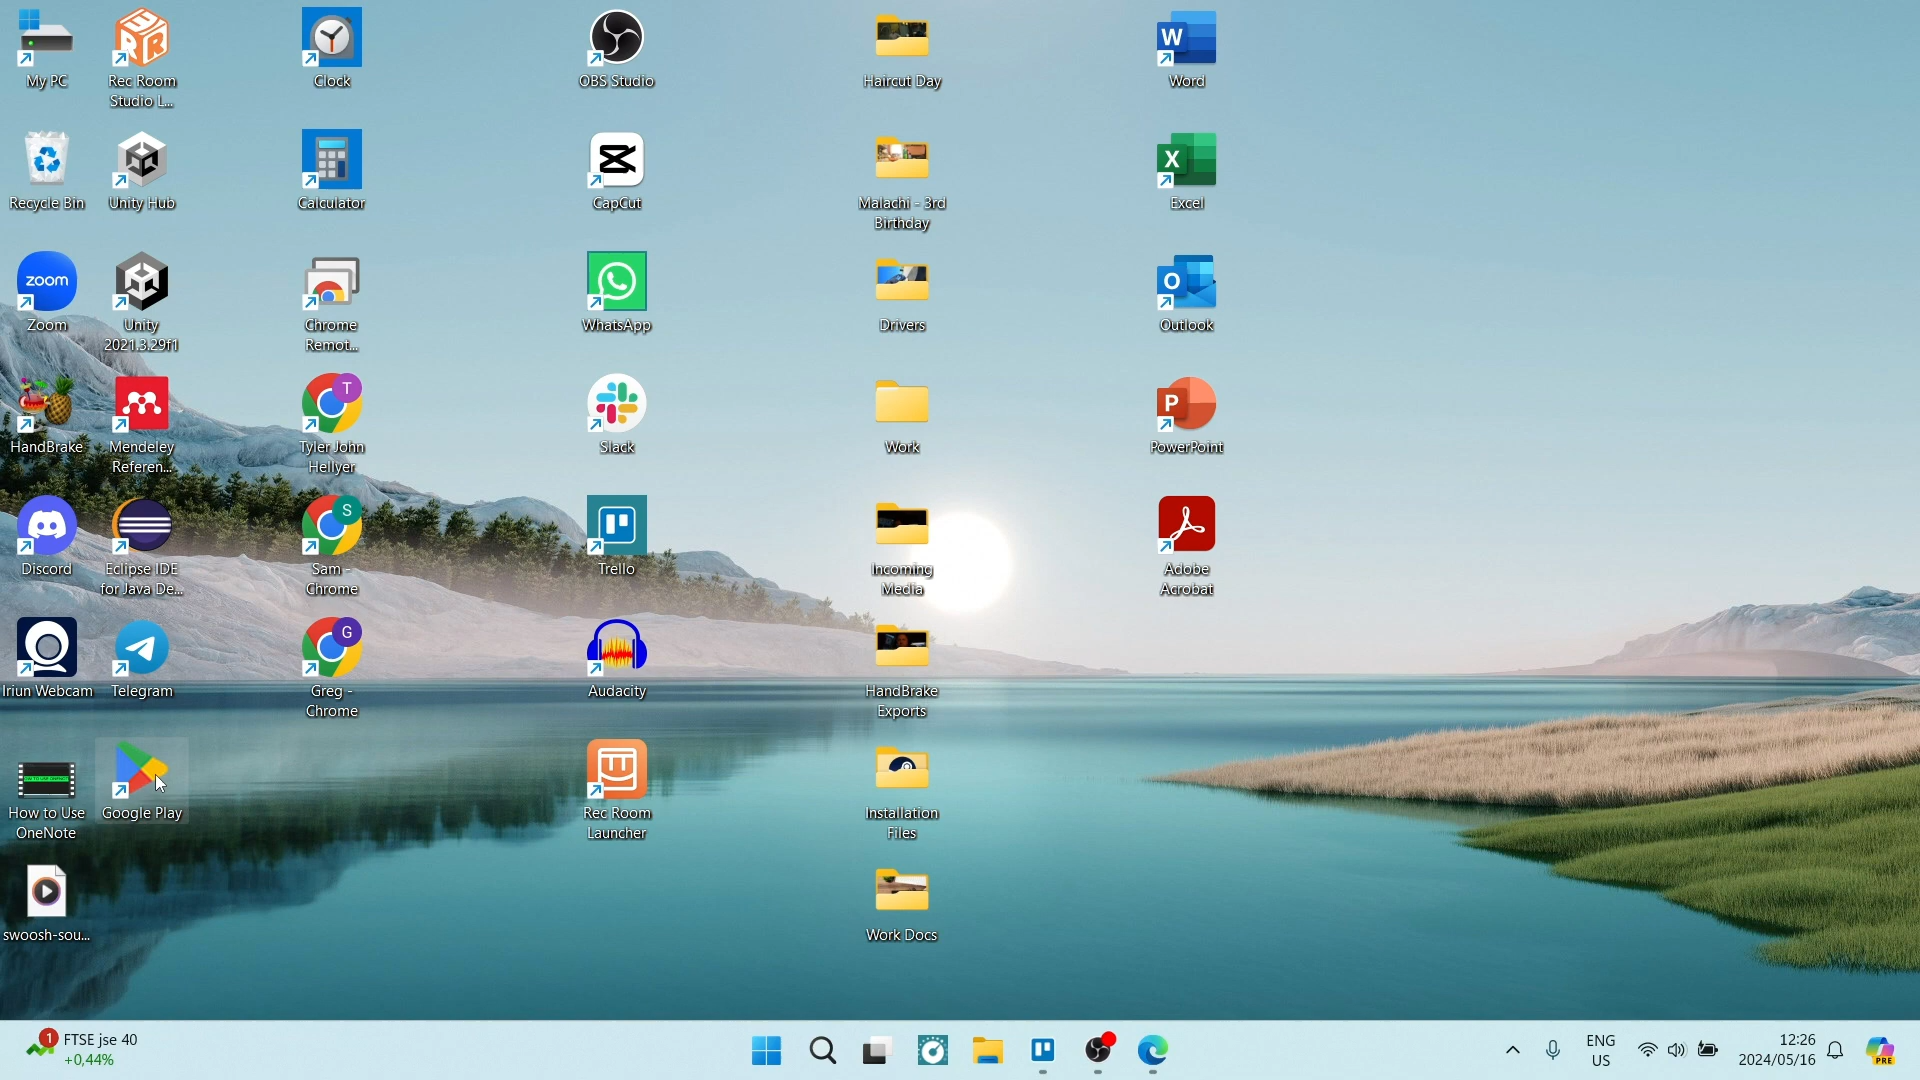 My PC
Rec Room
Studio L...
Clock
OBS Studio
Haircut Day
W
Word
Recycle Bin
Unity Hub
Calculator
CapCut
Malachi - 3rd
Birthday
X
Excel
zoom
Zoom
Unity
2021.3.29f1
Chrome
Remot...
WhatsApp
Drivers
O
Outlook
HandBrake
Mendeley
Referen...
T
Tyler John
Hellyer
Slack
Work
P
PowerPoint
Discord
Eclipse IDE
for Java De...
S
Sam -
Chrome
Trello
Incoming
Media
Adobe
Acrobat
Iriun Webcam
Telegram
G
Greg -
Chrome
Audacity
HandBrake
Exports
How to Use
OneNote
Google Play
Rec Room
Launcher
Installation
Files
swoosh-sou...
Work Docs
1
FTSE jse 40
+0,44%
ENG
US
12:26
2024/05/16
PRE